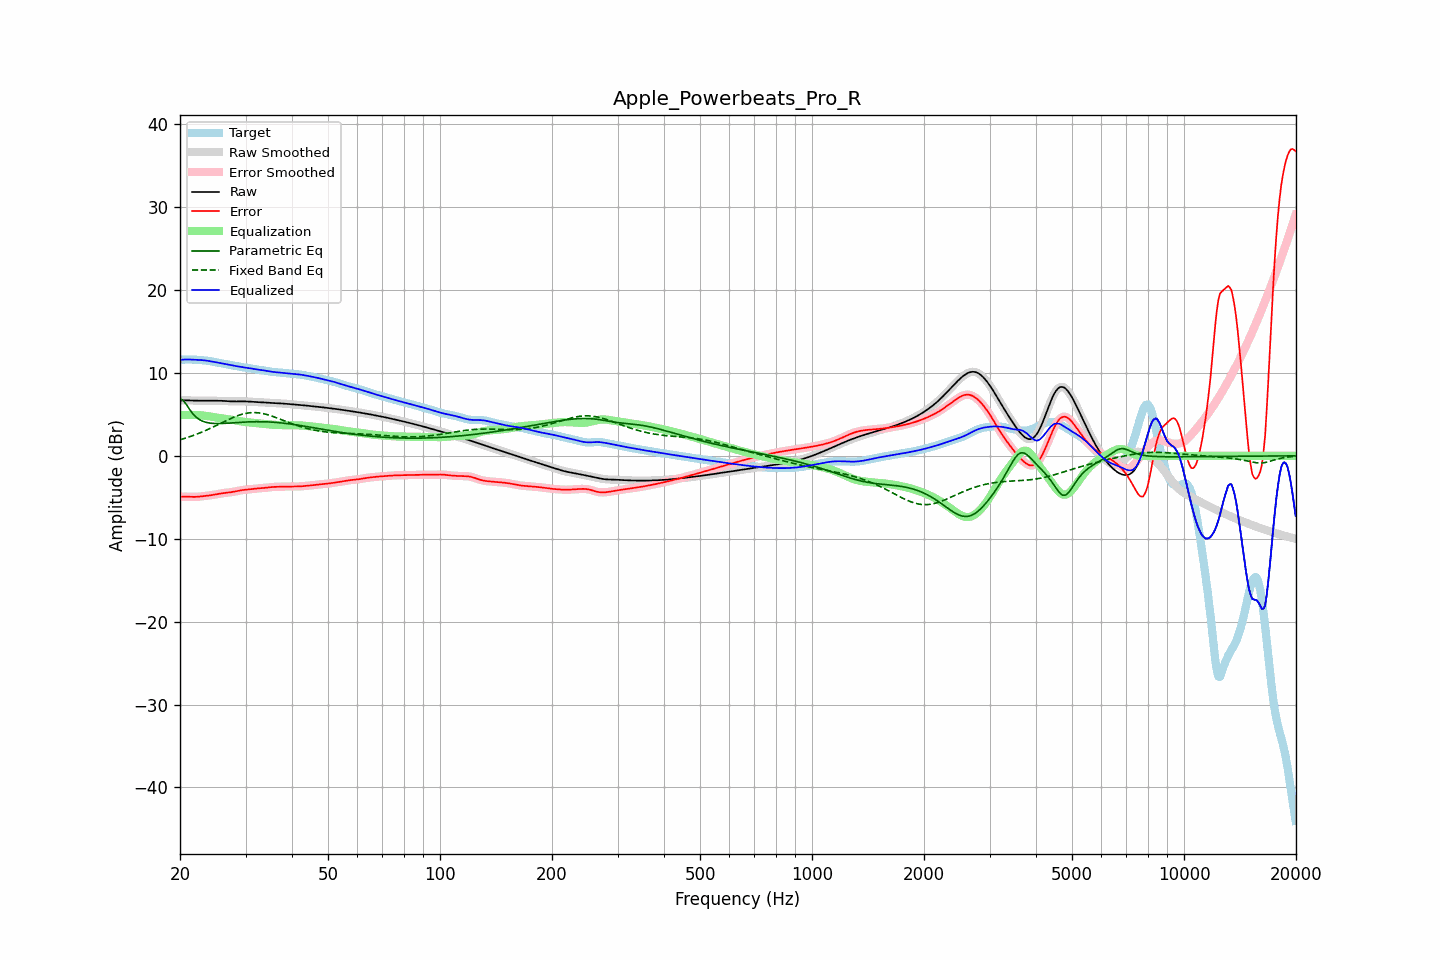 Apple_Powerbeats_Pro_R
Target
Raw Smoothed
Error Smoothed
Raw
Error
Equalization
Parametric Eq
Fixed Band Eq
Equalized
40
30
20
10
0
−10
−20
−30
−40
Amplitude (dBr)
20 50 100 200 500 1000 2000 5000 10000 20000
Frequency (Hz)